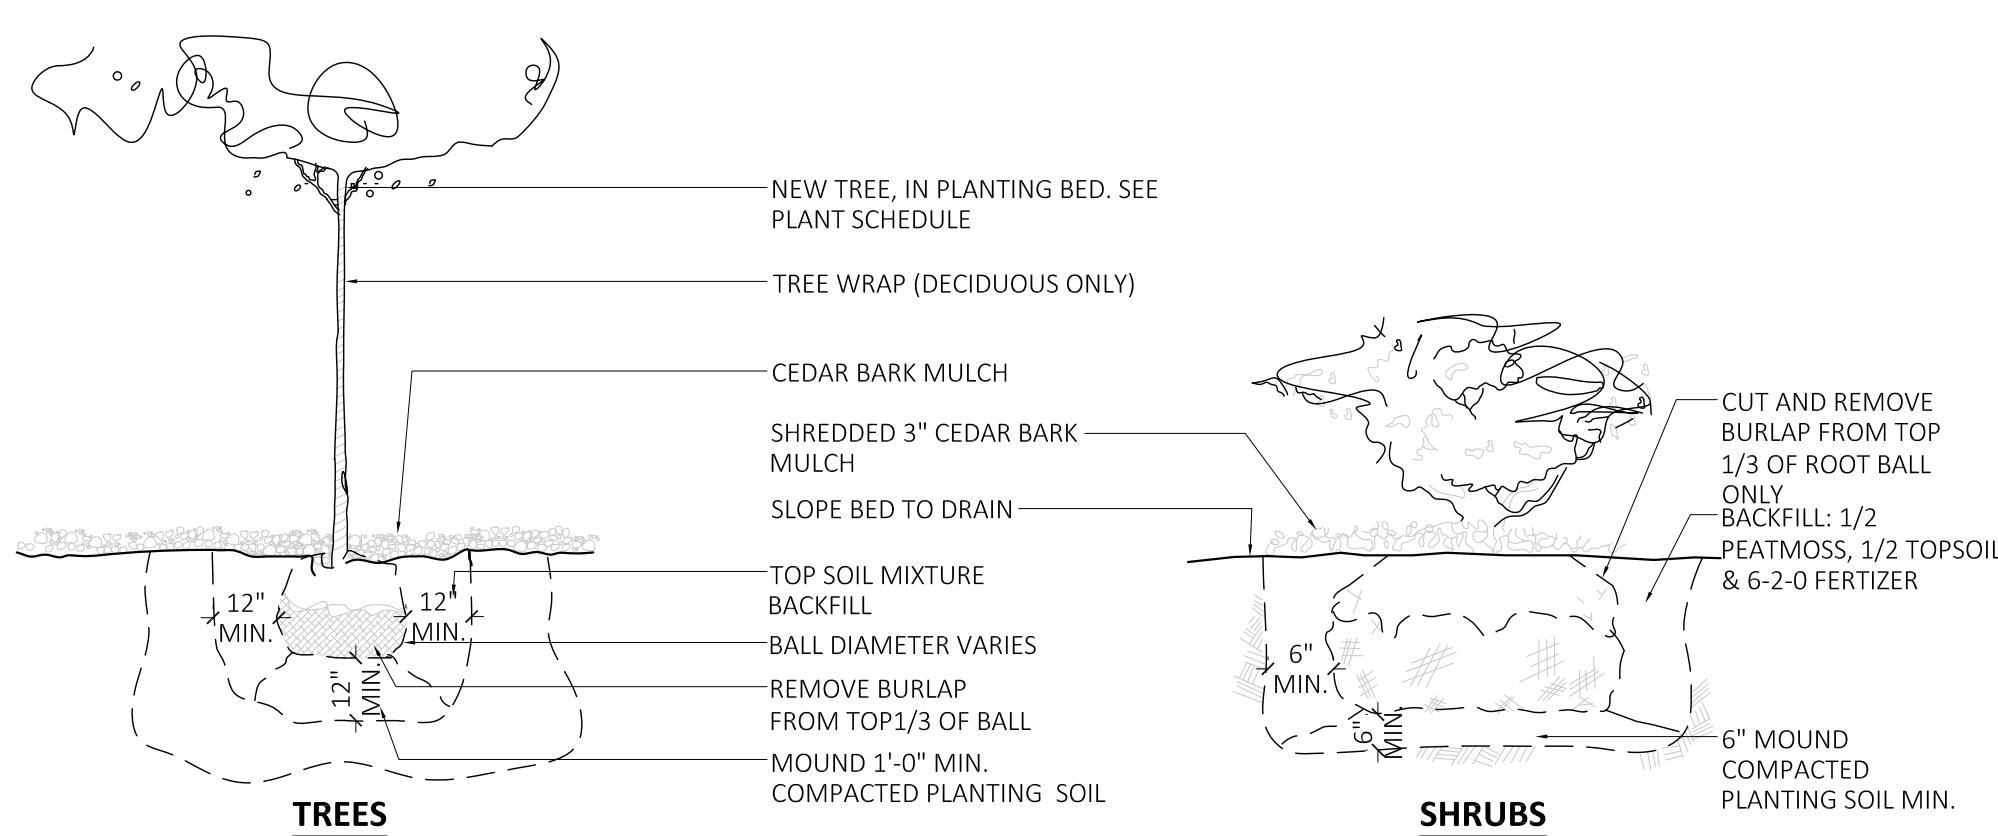 NEW TREE, IN PLANTING BED. SEE
PLANT SCHEDULE
TREE WRAP (DECIDUOUS ONLY)
CEDAR BARK MULCH
SHREDDED 3" CEDAR BARK
MULCH
SLOPE BED TO DRAIN
TOP SOIL MIXTURE
BACKFILL
BALL DIAMETER VARIES
REMOVE BURLAP
FROM TOP1/3 OF BALL
MOUND 1'-0" MIN.
COMPACTED PLANTING SOIL
12"
MIN.
12"
MIN.
12"
MIN.
TREES
CUT AND REMOVE
BURLAP FROM TOP
1/3 OF ROOT BALL
ONLY
BACKFILL: 1/2
PEATMOSS, 1/2 TOPSOIL
& 6-2-0 FERTIZER
6"
MIN.
6"
MIN.
6" MOUND
COMPACTED
PLANTING SOIL MIN.
SHRUBS